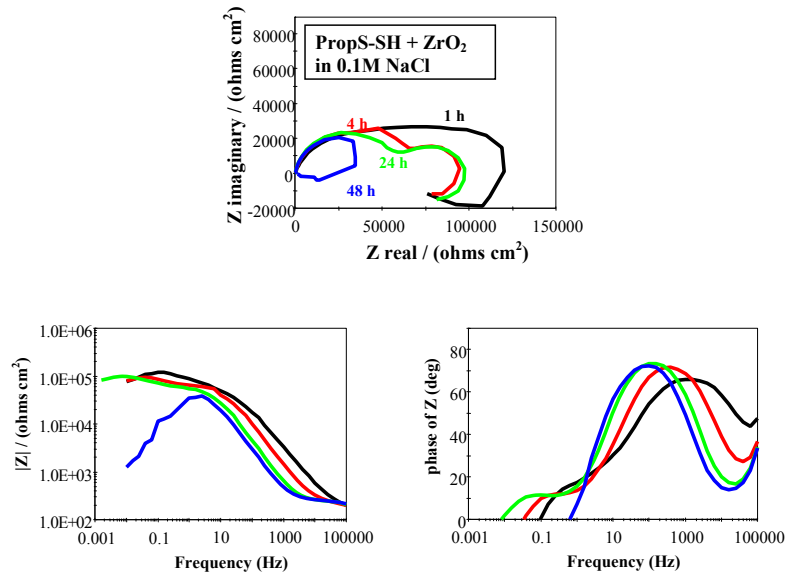 PropS-SH + ZrO₂
in 0.1M NaCl
80000
60000
40000
20000
0
-20000
Z imaginary / (ohms cm²)
1 h
4 h
24 h
48 h
0
50000
100000
150000
Z real / (ohms cm²)
1.0E+06
1.0E+05
1.0E+04
1.0E+03
1.0E+02
|Z| / (ohms cm²)
0.001
0.1
10
1000
100000
Frequency (Hz)
80
60
40
20
0
phase of Z (deg)
0.001
0.1
10
1000
100000
Frequency (Hz)